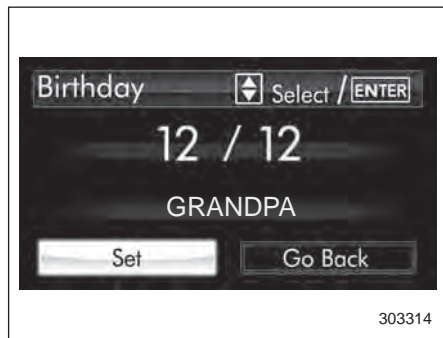 Birthday Select / ENTER
12 / 12
GRANDPA
Set Go Back
303314